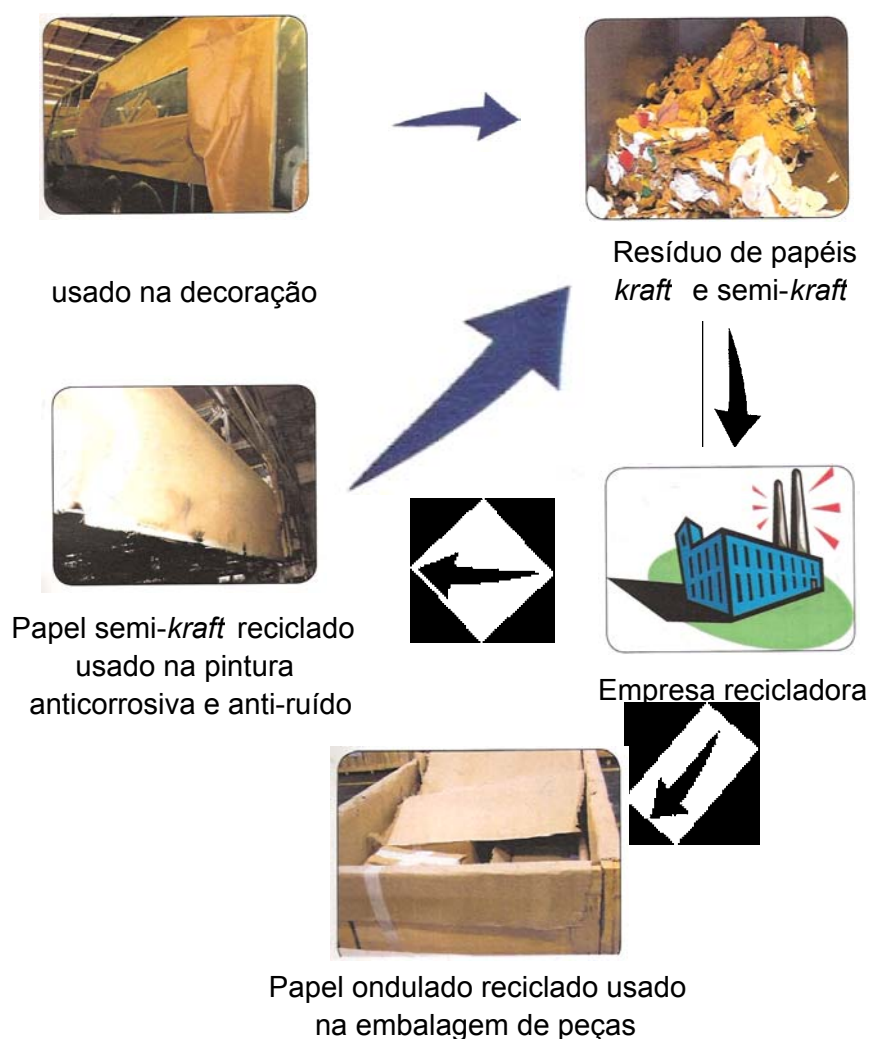 usado na decoração
Resíduo de papéis
kraft e semi-kraft
Papel semi-kraft reciclado
usado na pintura
anticorrosiva e anti-ruído
Empresa recicladora
Papel ondulado reciclado usado
na embalagem de peças